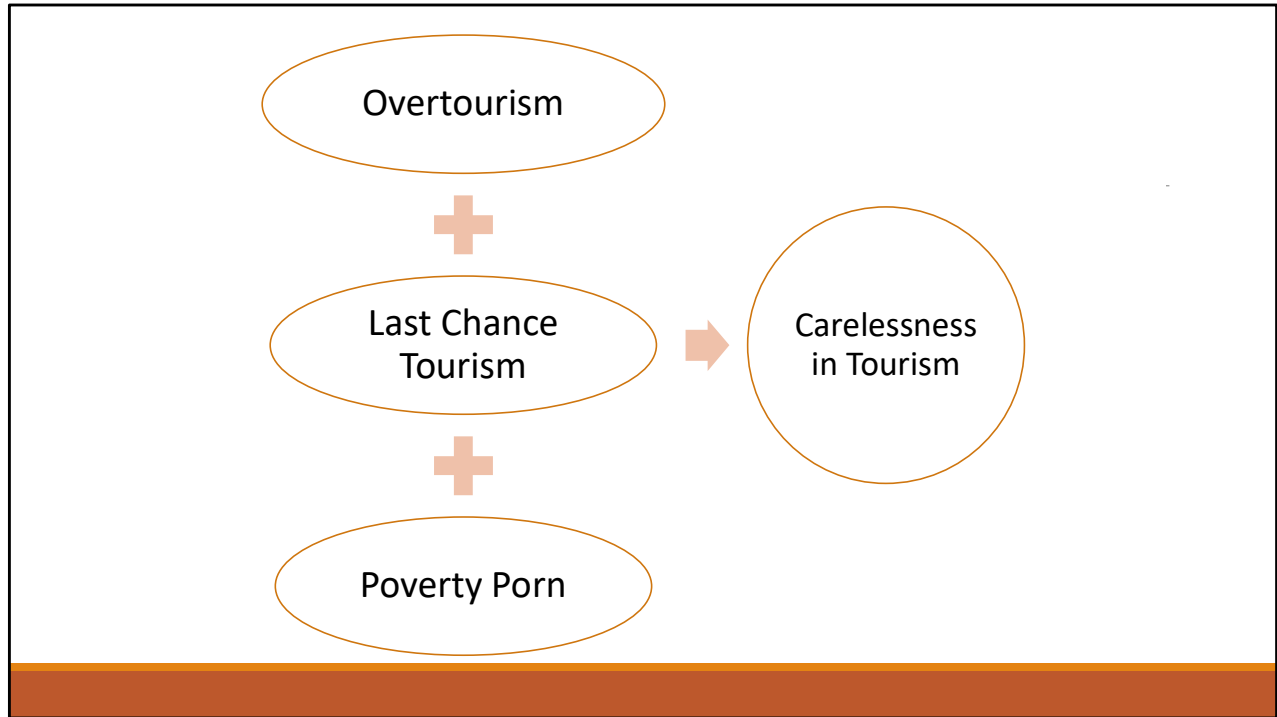 Overtourism
Last Chance
Tourism
Carelessness
in Tourism
Poverty Porn